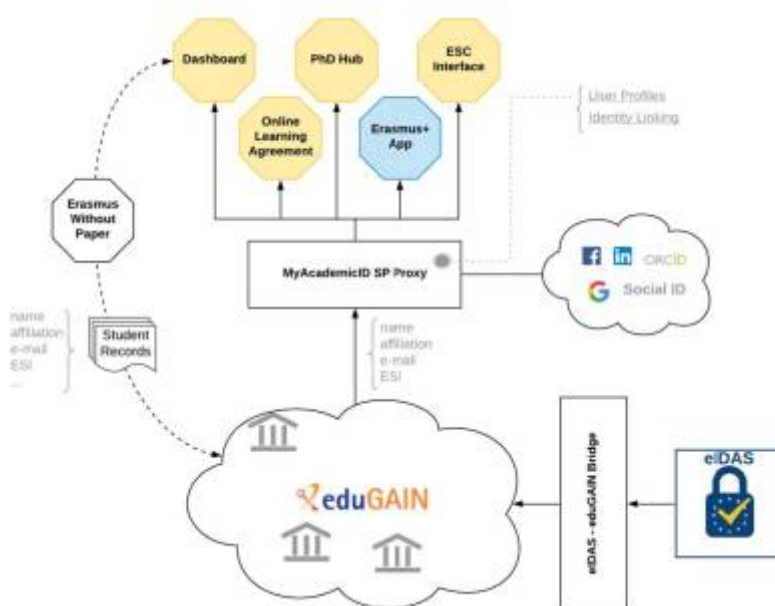 Dashboard
PhD Hub
ESC
Interface
Online
Learning
Agreement
Erasmus+
App
User Profiles
Identity Linking
Erasmus
Without
Paper
MyAcademicID SP Proxy
ORCID
Social ID
name
affiliation
e-mail
ESI
...
Student
Records
name
affiliation
e-mail
ESI
eduGAIN
eIDAS - eduGAIN Bridge
eIDAS